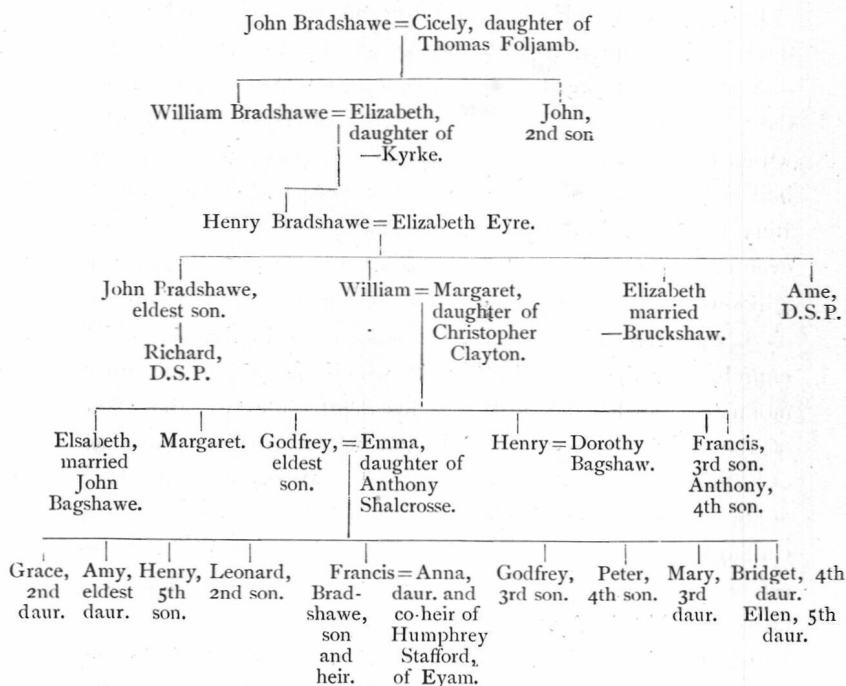 John Bradshawe = Cicely, daughter of
Thomas Foljamb.
William Bradshawe = Elizabeth,
daughter of
—Kyrke.
John,
2nd son
Henry Bradshawe = Elizabeth Eyre.
John Bradshawe,
eldest son.
Richard,
D.S.P.
William = Margaret,
daughter of
Christopher
Clayton.
Elizabeth
married
—Bruckshaw.
Ame,
D.S.P.
Elsabeth,
married
John
Bagshawe.
Margaret.
Godfrey, = Emma,
eldest
son.
daughter of
Anthony
Shalcrosse.
Henry = Dorothy
Bagshaw.
Francis,
3rd son.
Anthony,
4th son.
Grace,
2nd
daur.
Amy,
eldest
daur.
Henry,
5th
son.
Leonard,
2nd son.
Francis = Anna,
Brad-
shawe,
son
and
heir.
daur. and
co-heir of
Humphrey
Stafford,
of Eyam.
Godfrey,
3rd son.
Peter,
4th son.
Mary,
3rd
daur.
Bridget, 4th
daur.
Ellen, 5th
daur.